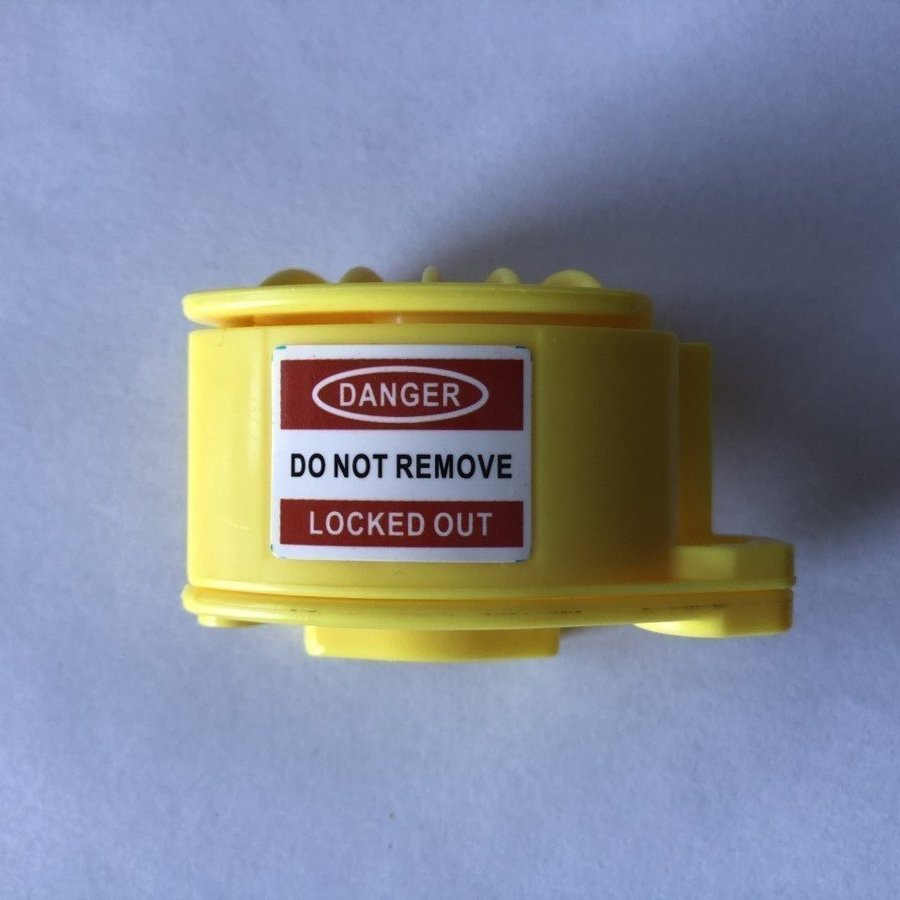 DANGER
DO NOT REMOVE
LOCKED OUT